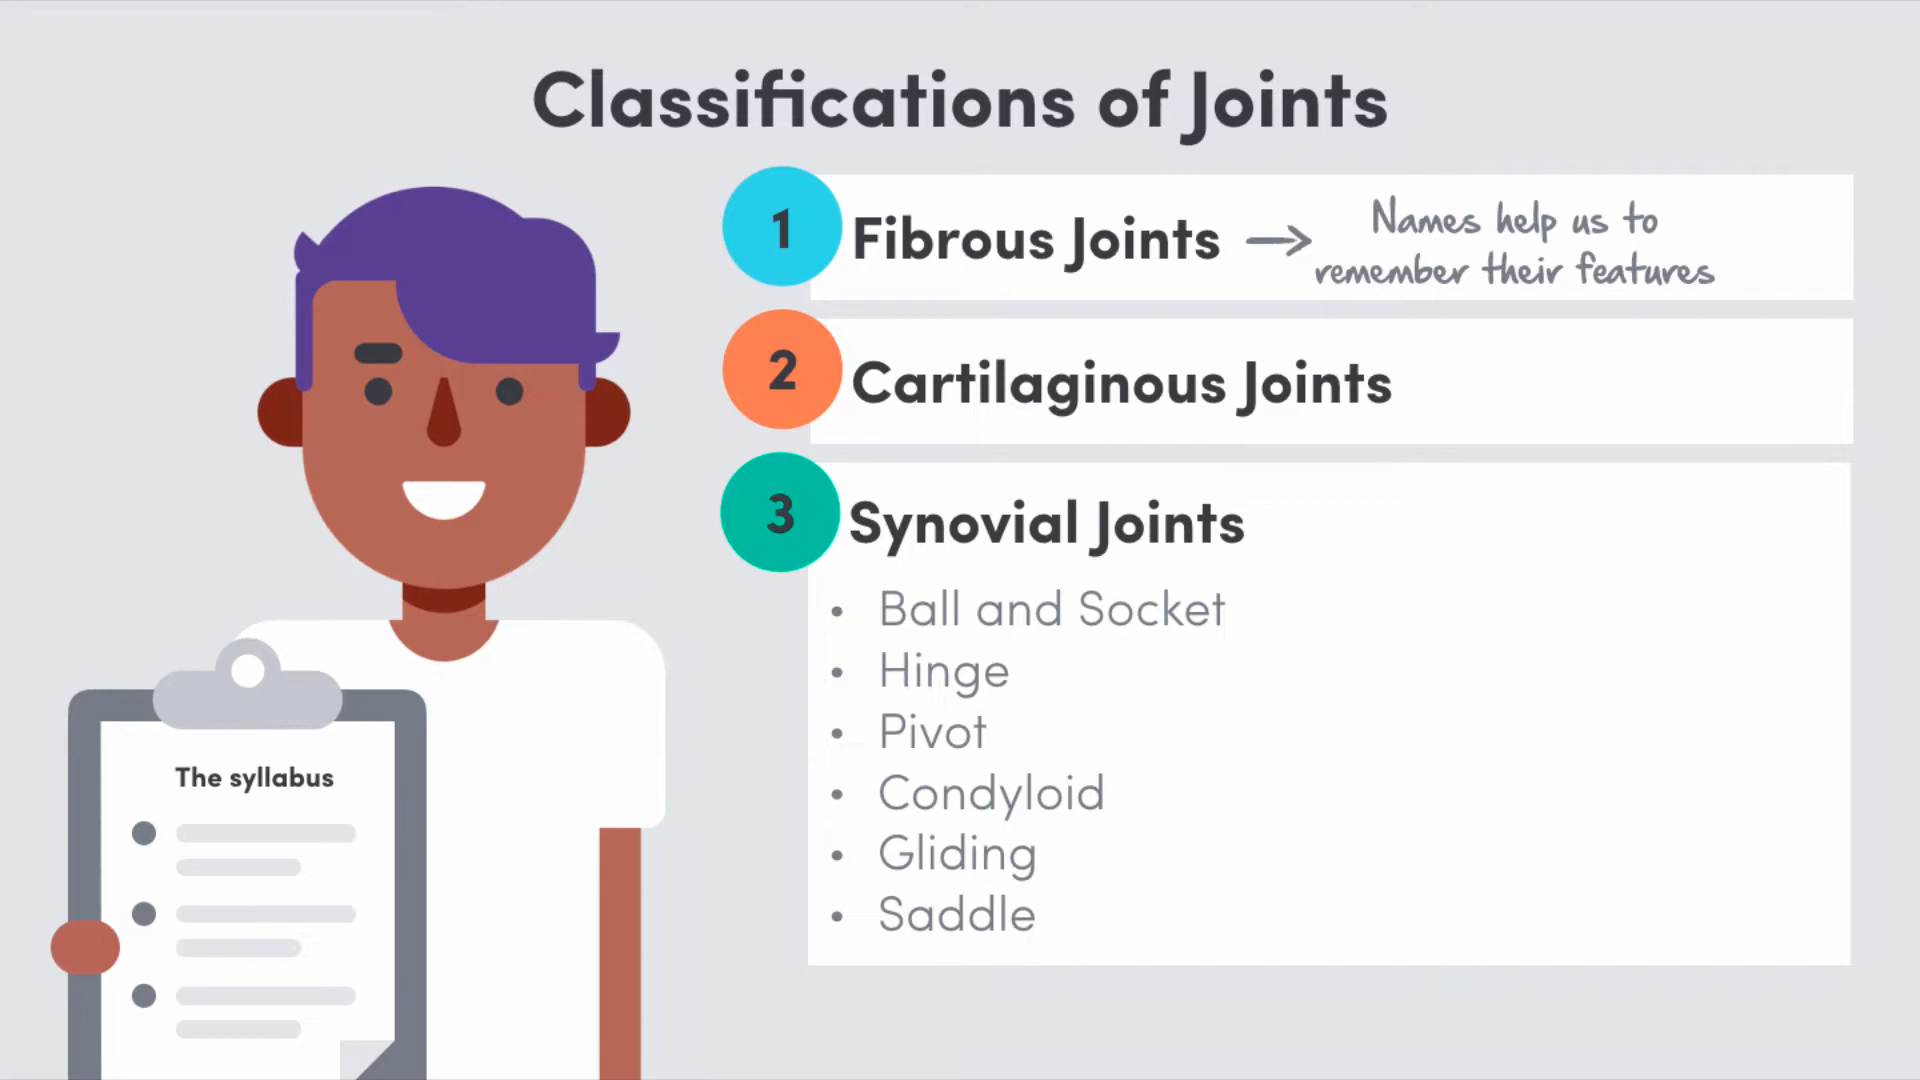 Classifications of Joints
1
Fibrous Joints → Names help us to
remember their features
2
Cartilaginous Joints
3
Synovial Joints
• Ball and Socket
• Hinge
• Pivot
• Condyloid
• Gliding
• Saddle
The syllabus